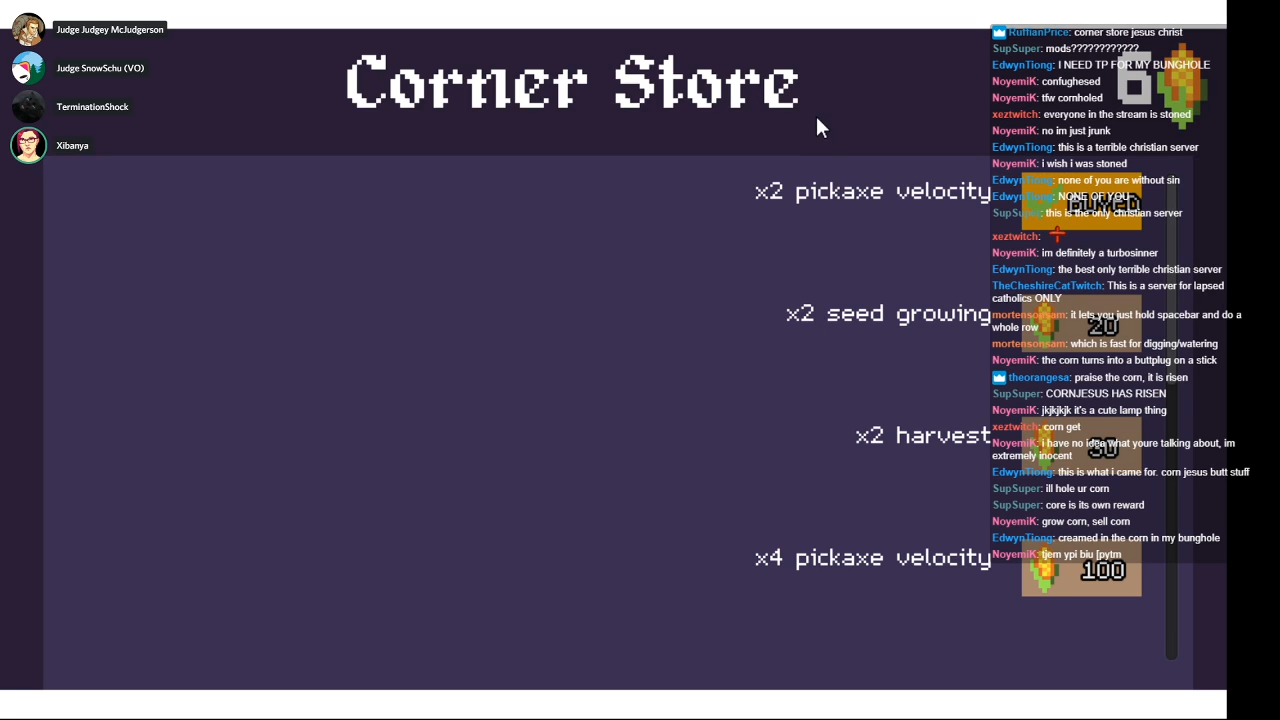 Judge Judgey McJudgerson
Judge SnowSchu (VO)
TerminationShock
Xibanya
Corner Store
6
x2 pickaxe velocity
BUYED
x2 seed growing
20
x2 harvest
30
x4 pickaxe velocity
100
RuffianPrice: corner store jesus christ
SupSuper: mods????????????
EdwynTiong: I NEED TP FOR MY BUNGHOLE
NoyemiK: confughesed
NoyemiK: tfw cornholed
xeztwitch: everyone in the stream is stoned
NoyemiK: no im just jrunk
EdwynTiong: this is a terrible christian server
NoyemiK: i wish i was stoned
EdwynTiong: none of you are without sin
EdwynTiong: NONE OF YOU
SupSuper: this is the only christian server
xeztwitch:
NoyemiK: im definitely a turbosinner
EdwynTiong: the best only terrible christian server
TheCheshireCatTwitch: This is a server for lapsed
catholics ONLY
mortensonsam: it lets you just hold spacebar and do a
whole row
mortensonsam: which is fast for digging/watering
NoyemiK: the corn turns into a buttplug on a stick
theorangesa: praise the corn, it is risen
SupSuper: CORNJESUS HAS RISEN
NoyemiK: jkjkjkjk it's a cute lamp thing
xeztwitch: corn get
NoyemiK: i have no idea what youre talking about, im
extremely inocent
EdwynTiong: this is what i came for. corn jesus butt stuff
SupSuper: ill hole ur corn
SupSuper: core is its own reward
NoyemiK: grow corn, sell corn
EdwynTiong: creamed in the corn in my bunghole
NoyemiK: tjem ypi biu [pytm